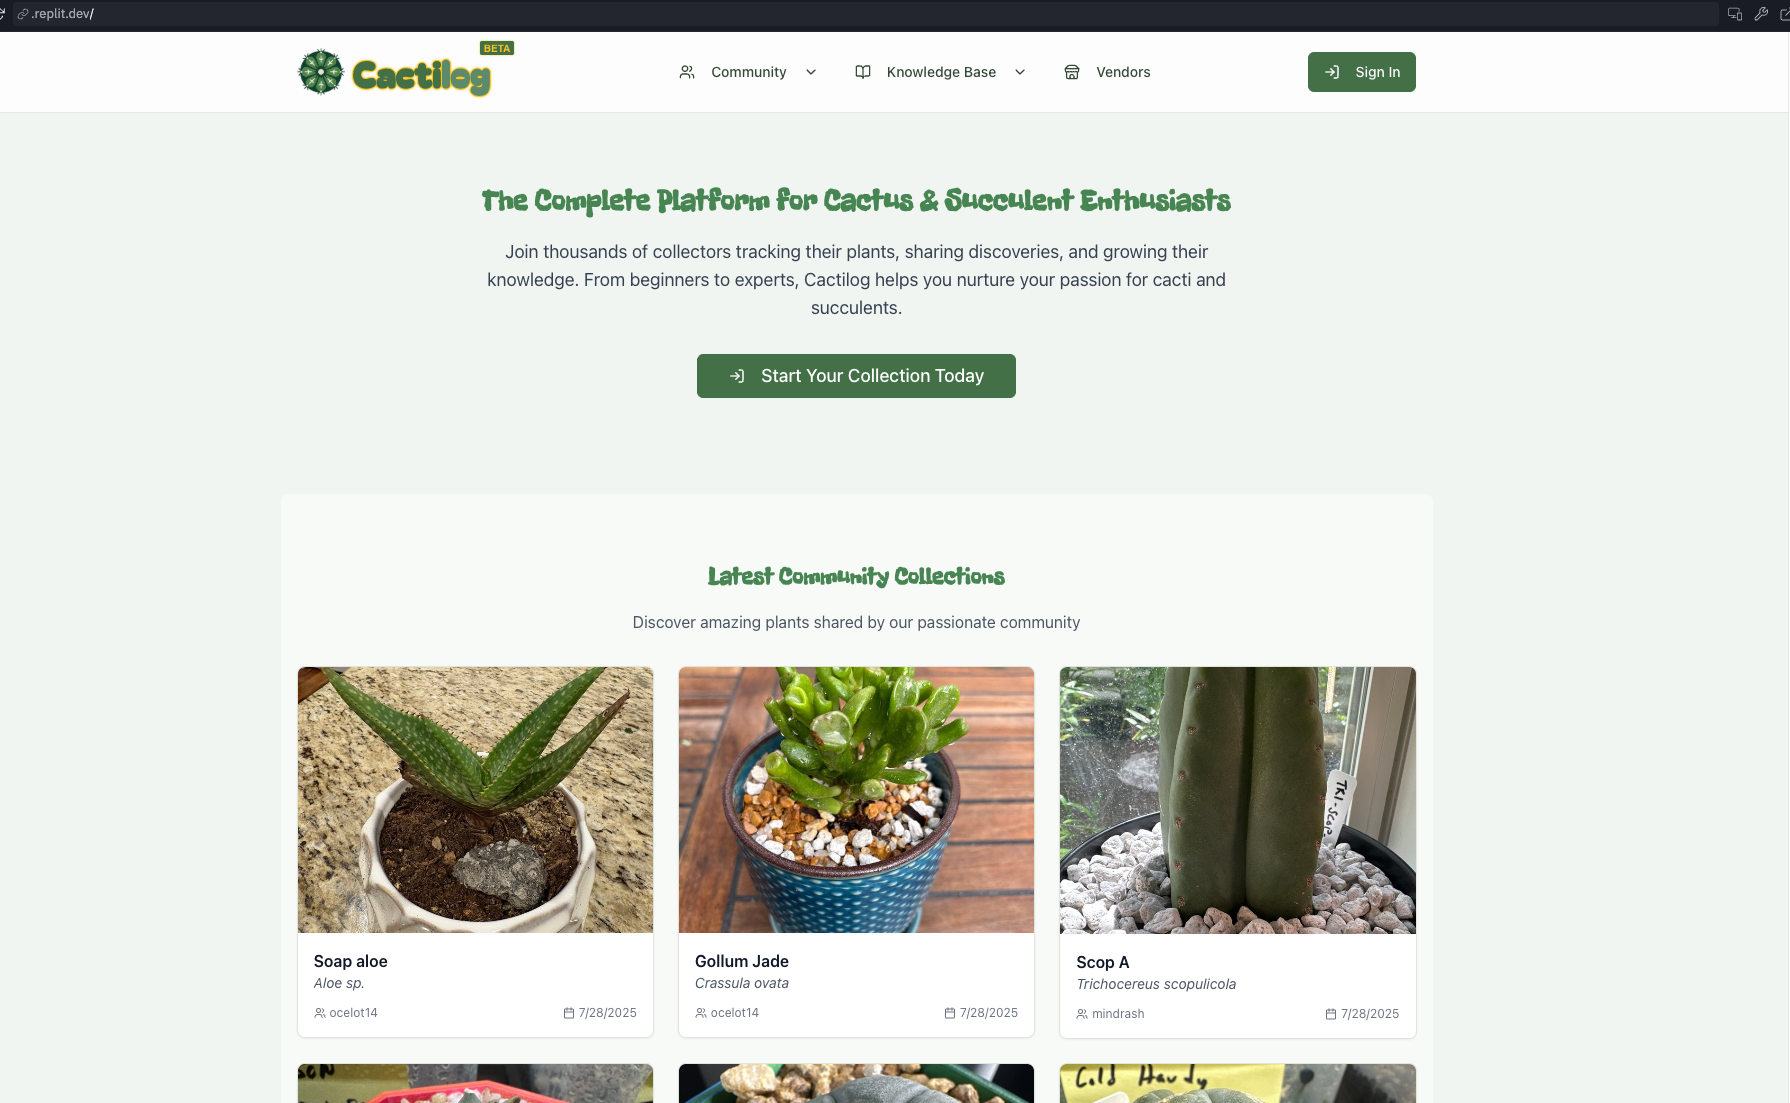 .replit.dev/
Cactilog
BETA
Community
Knowledge Base
Vendors
Sign In
The Complete Platform for Cactus & Succulent Enthusiasts
Join thousands of collectors tracking their plants, sharing discoveries, and growing their
knowledge. From beginners to experts, Cactilog helps you nurture your passion for cacti and
succulents.
Start Your Collection Today
Latest Community Collections
Discover amazing plants shared by our passionate community
TKI-Scop
Soap aloe
Aloe sp.
ocelot14
7/28/2025
Gollum Jade
Crassula ovata
ocelot14
7/28/2025
Scop A
Trichocereus scopulicola
mindrash
7/28/2025
Cold Hardy